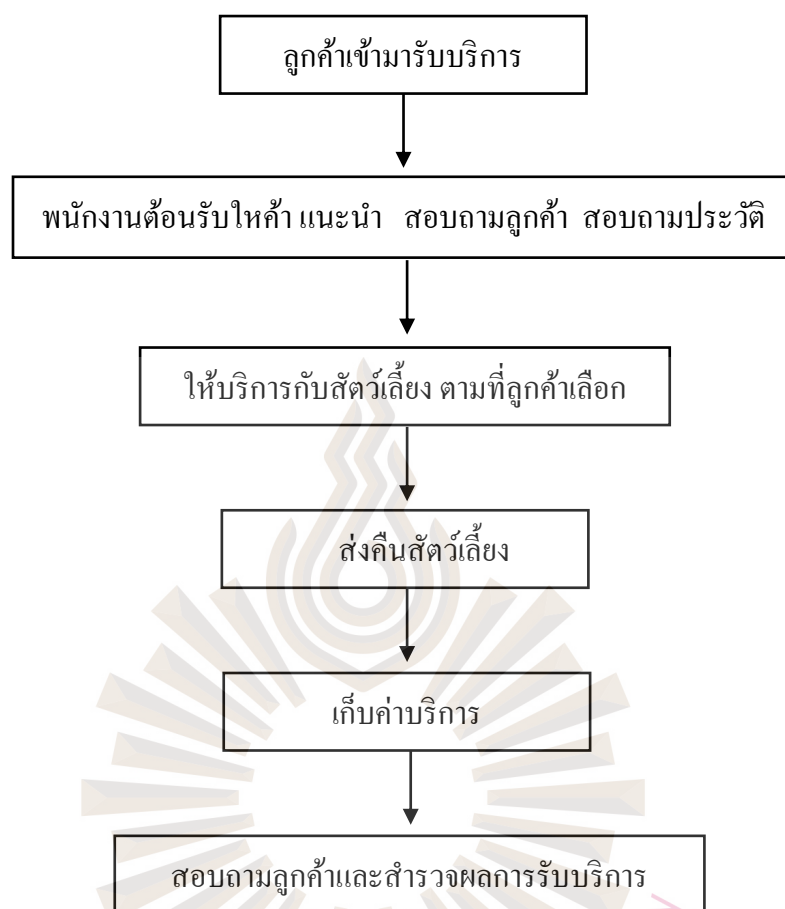 ลูกค้าเข้ามารับบริการ
พนักงานต้อนรับให้คำ แนะนำ สอบถามลูกค้า สอบถามประวัติ
ให้บริการกับสัตว์เลี้ยง ตามที่ลูกค้าเลือก
ส่งคืนสัตว์เลี้ยง
เก็บค่าบริการ
สอบถามลูกค้าและสำรวจผลการรับบริการ